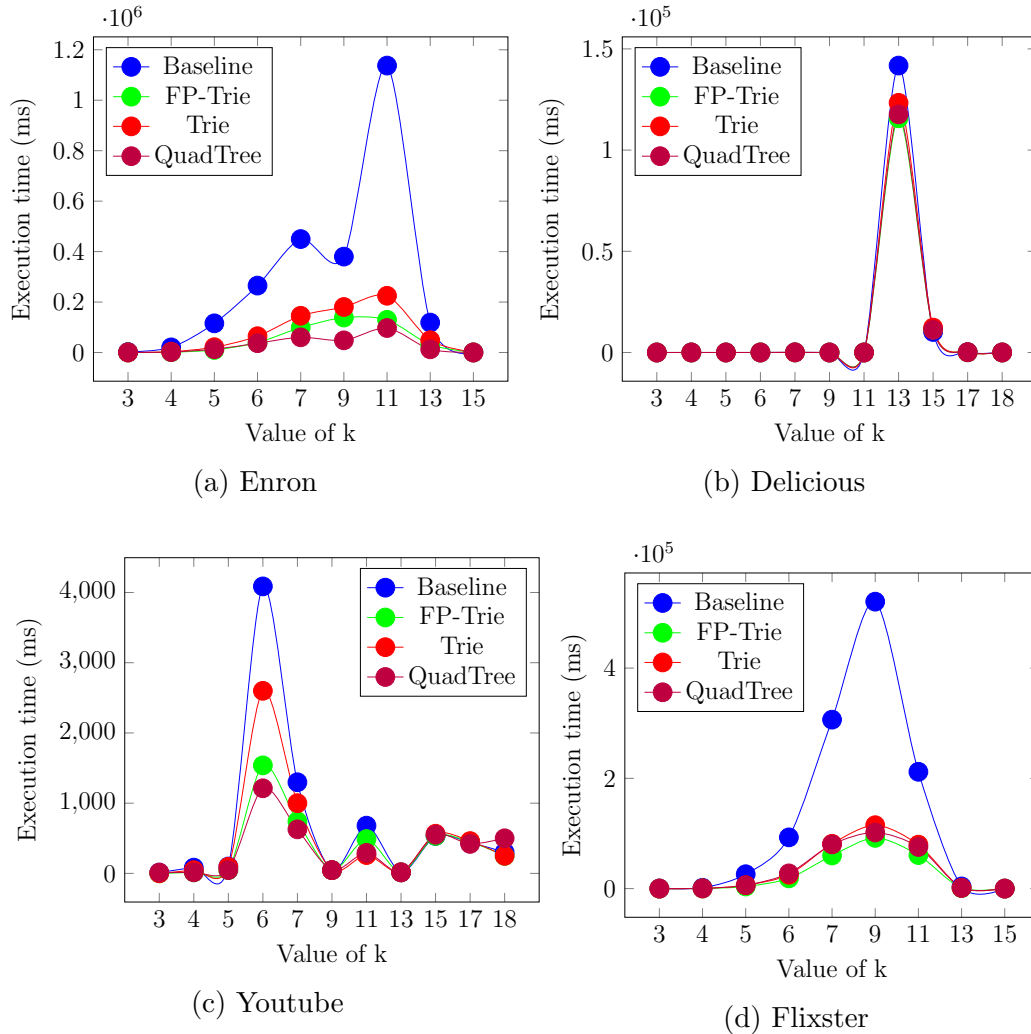 ·10⁶
1.2
1
0.8
0.6
0.4
0.2
0
Execution time (ms)
Baseline
FP-Trie
Trie
QuadTree
3 4 5 6 7 9 11 13 15
Value of k
(a) Enron
·10⁵
1.5
1
0.5
0
Execution time (ms)
Baseline
FP-Trie
Trie
QuadTree
3 4 5 6 7 9 11 13 15 17 18
Value of k
(b) Delicious
4,000
3,000
2,000
1,000
0
Execution time (ms)
Baseline
FP-Trie
Trie
QuadTree
3 4 5 6 7 9 11 13 15 17 18
Value of k
(c) Youtube
·10⁵
4
2
0
Execution time (ms)
Baseline
FP-Trie
Trie
QuadTree
3 4 5 6 7 9 11 13 15
Value of k
(d) Flixster